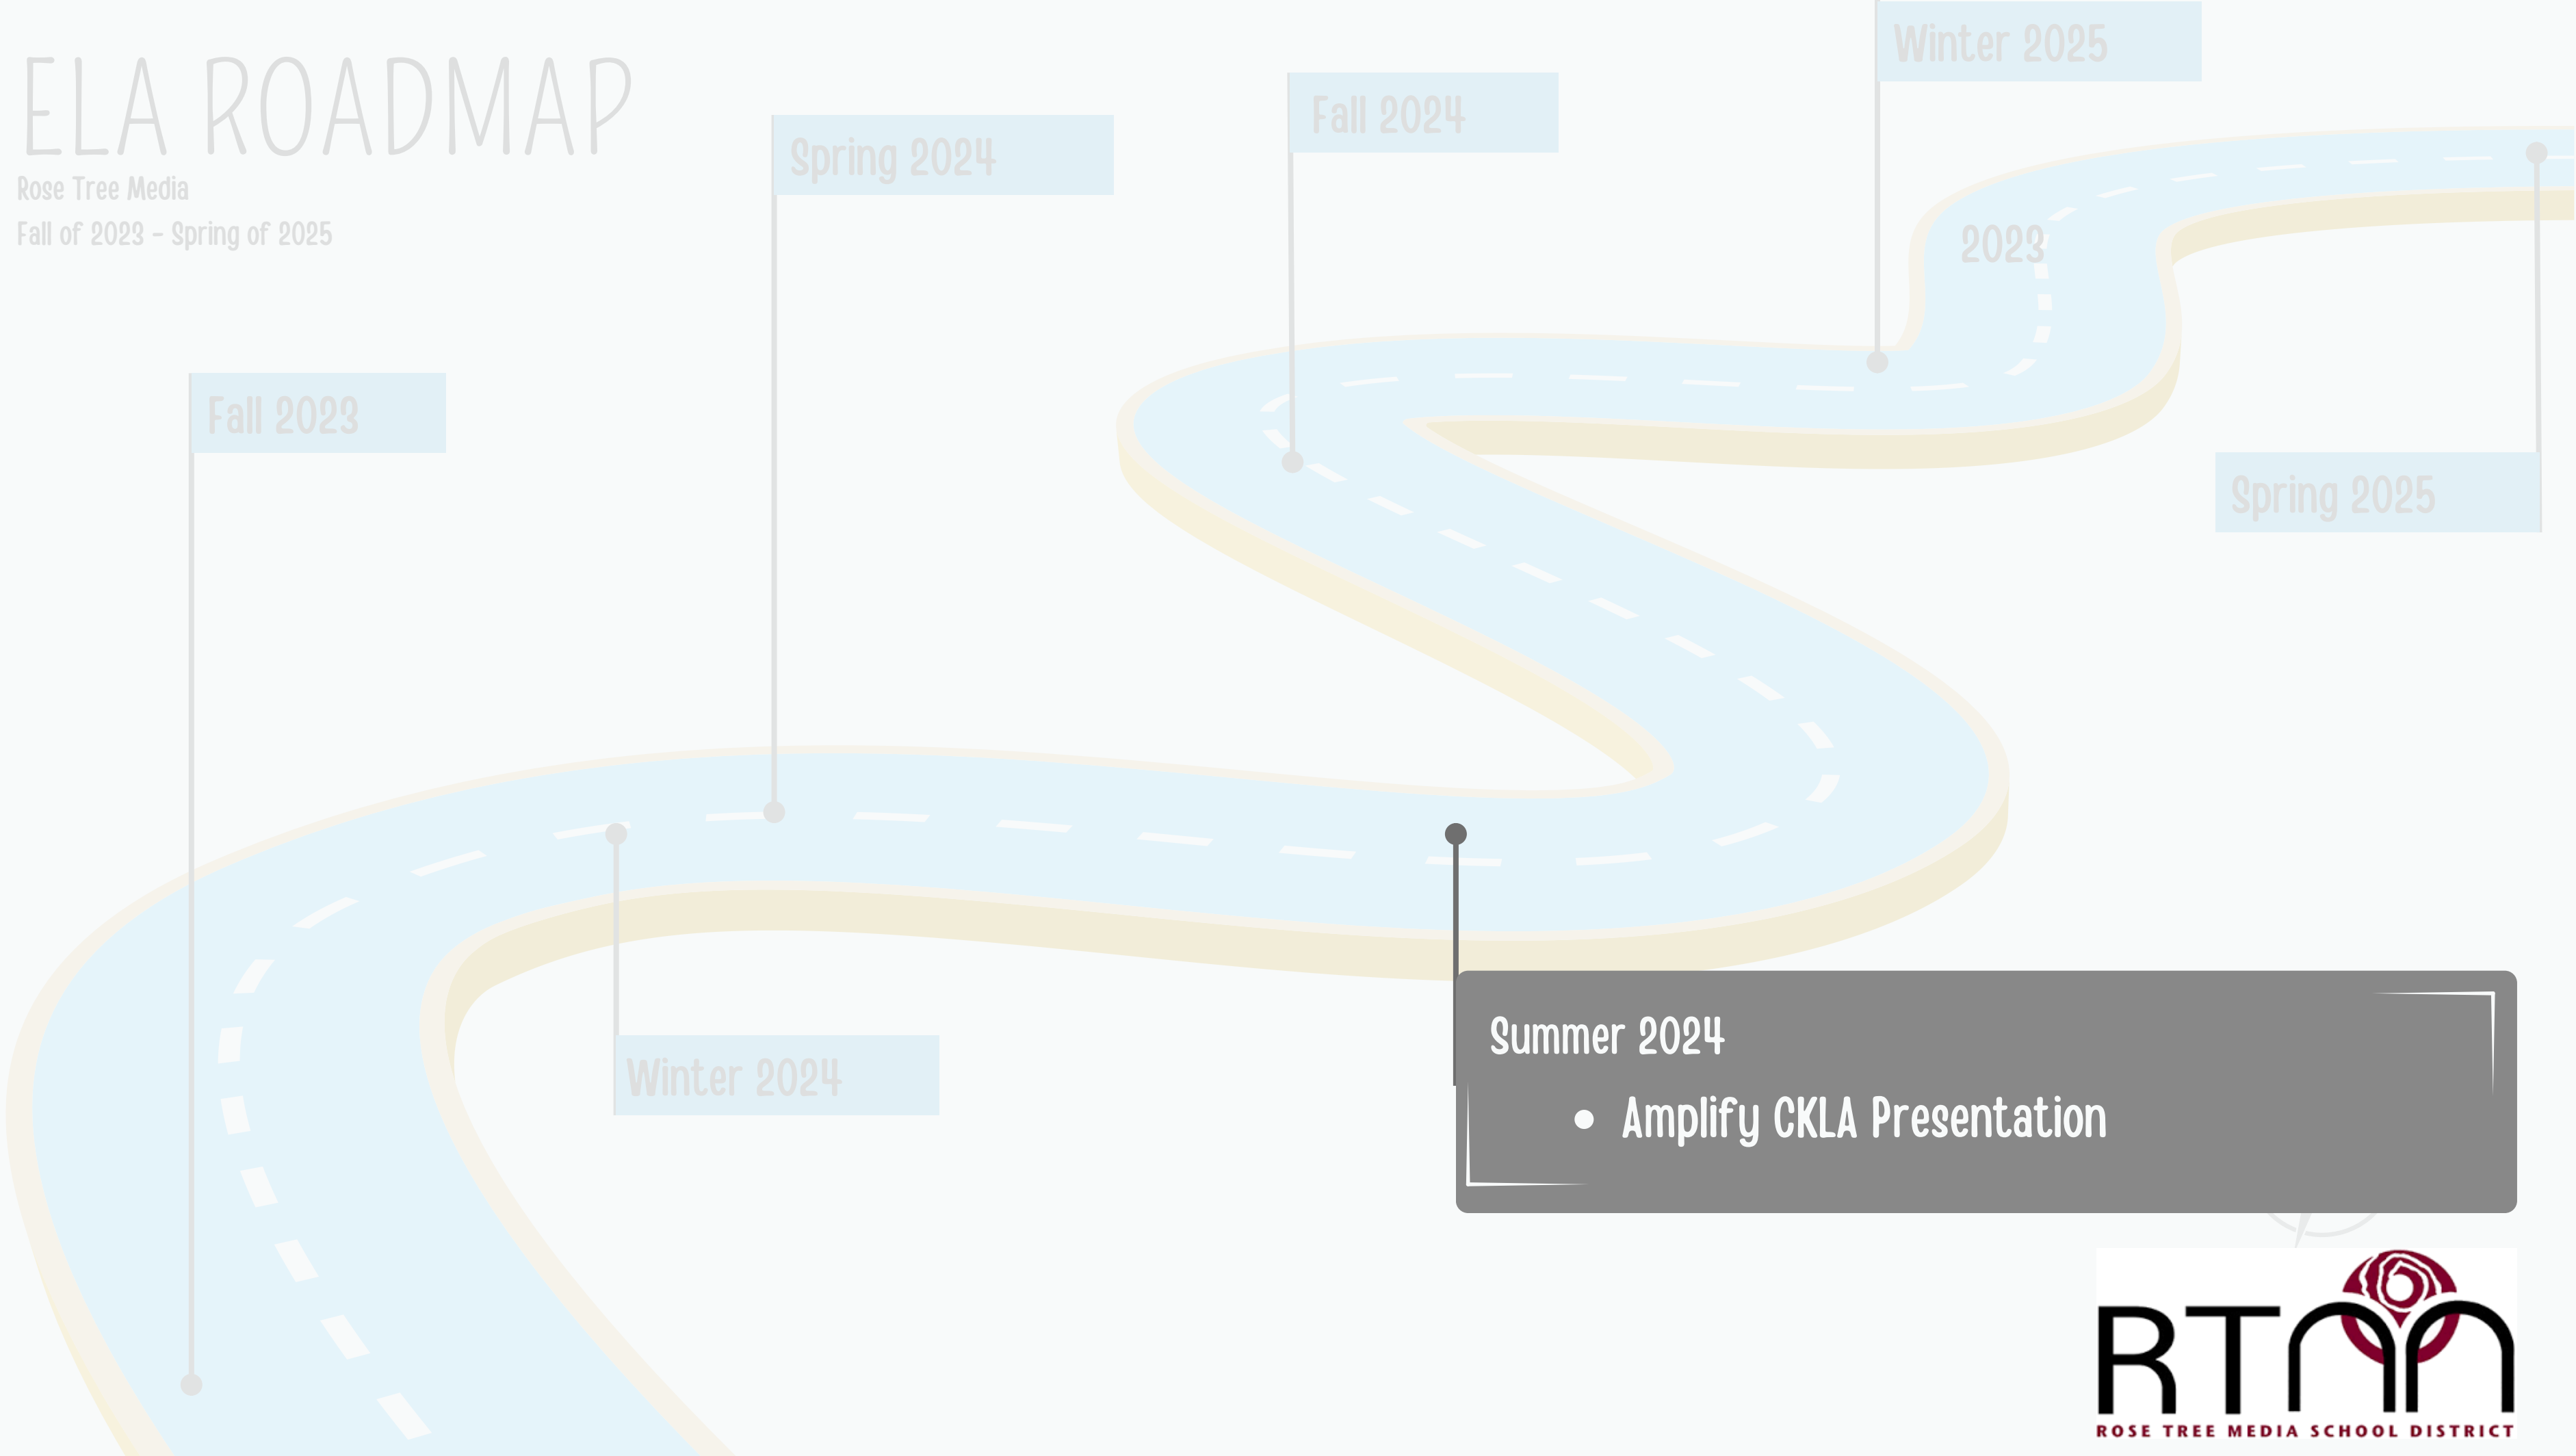 ELA ROADMAP
Rose Tree Media
Fall of 2023 - Spring of 2025
Winter 2025
Fall 2024
Spring 2024
2023
Fall 2023
Spring 2025
Winter 2024
Summer 2024
• Amplify CKLA Presentation
RTM
ROSE TREE MEDIA SCHOOL DISTRICT